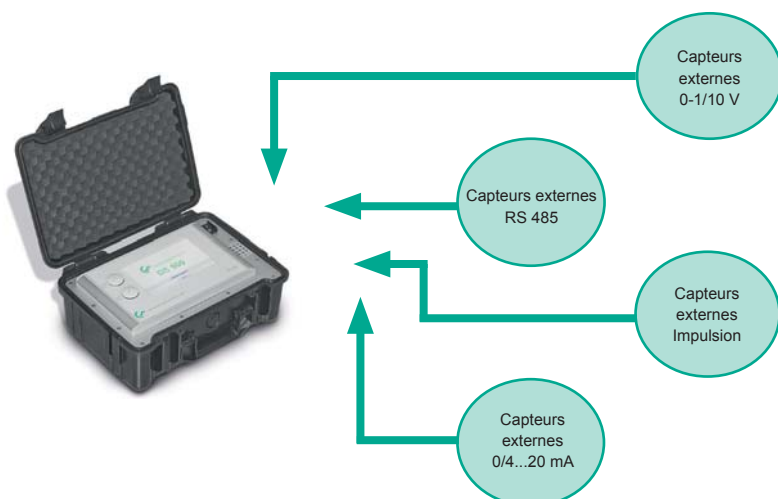 Capteurs
externes
0-1/10 V
Capteurs externes
RS 485
Capteurs
externes
Impulsion
Capteurs
externes
0/4...20 mA
DS 500